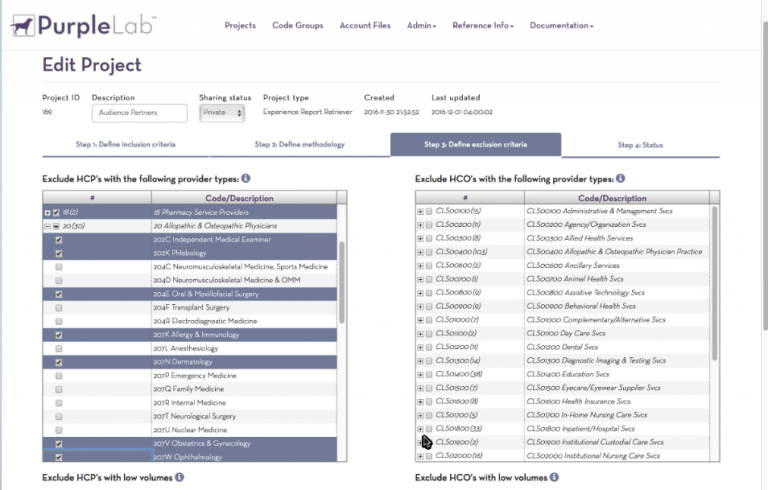 PurpleLab™
Projects Code Groups Account Files Admin Reference Info Documentation
Edit Project
Project ID Description Sharing status Project type Created Last updated
189 Audience Partners Private Experience Report Retriever 2016-11-30 21:52:52 2016-12-01 04:00:02
Step 1: Define inclusion criteria Step 2: Define methodology Step 3: Define exclusion criteria Step 4: Status
Exclude HCP's with the following provider types:
# Code/Description
18 (2) 18 Pharmacy Service Providers
20 (30) 20 Allopathic & Osteopathic Physicians
202C Independent Medical Examiner
202K Phlebology
204C Neuromusculoskeletal Medicine, Sports Medicine
204D Neuromusculoskeletal Medicine & OMM
204E Oral & Maxillofacial Surgery
204F Transplant Surgery
204R Electrodiagnostic Medicine
207K Allergy & Immunology
207L Anesthesiology
207N Dermatology
207P Emergency Medicine
207Q Family Medicine
207R Internal Medicine
207T Neurological Surgery
207U Nuclear Medicine
207V Obstetrics & Gynecology
207W Ophthalmology
Exclude HCP's with low volumes
Exclude HCO's with the following provider types:
# Code/Description
CLS00100 (15) CLS00100 Administrative & Management Svcs
CLS00200 (11) CLS00200 Agency/Organization Svcs
CLS00300 (8) CLS00300 Allied Health Services
CLS00400 (103) CLS00400 Allopathic & Osteopathic Physician Practice
CLS00600 (2) CLS00600 Ancillary Services
CLS00700 (1) CLS00700 Animal Health Svcs
CLS00800 (9) CLS00800 Assistive Technology Svcs
CLS00900 (9) CLS00900 Behavioral Health Svcs
CLS01000 (7) CLS01000 Complementary/Alternative Svcs
CLS01100 (2) CLS01100 Day Care Svcs
CLS01200 (11) CLS01200 Dental Svcs
CLS01300 (14) CLS01300 Diagnostic Imaging & Testing Svcs
CLS01400 (38) CLS01400 Education Svcs
CLS01500 (7) CLS01500 Eyecare/Eyewear Supplier Svcs
CLS01600 (8) CLS01600 Health Insurance Svcs
CLS01700 (5) CLS01700 In-Home Nursing Care Svcs
CLS01800 (33) CLS01800 Inpatient/Hospital Svcs
CLS01900 (2) CLS01900 Institutional Custodial Care Svcs
CLS02000 (16) CLS02000 Institutional Nursing Care Svcs
Exclude HCO's with low volumes